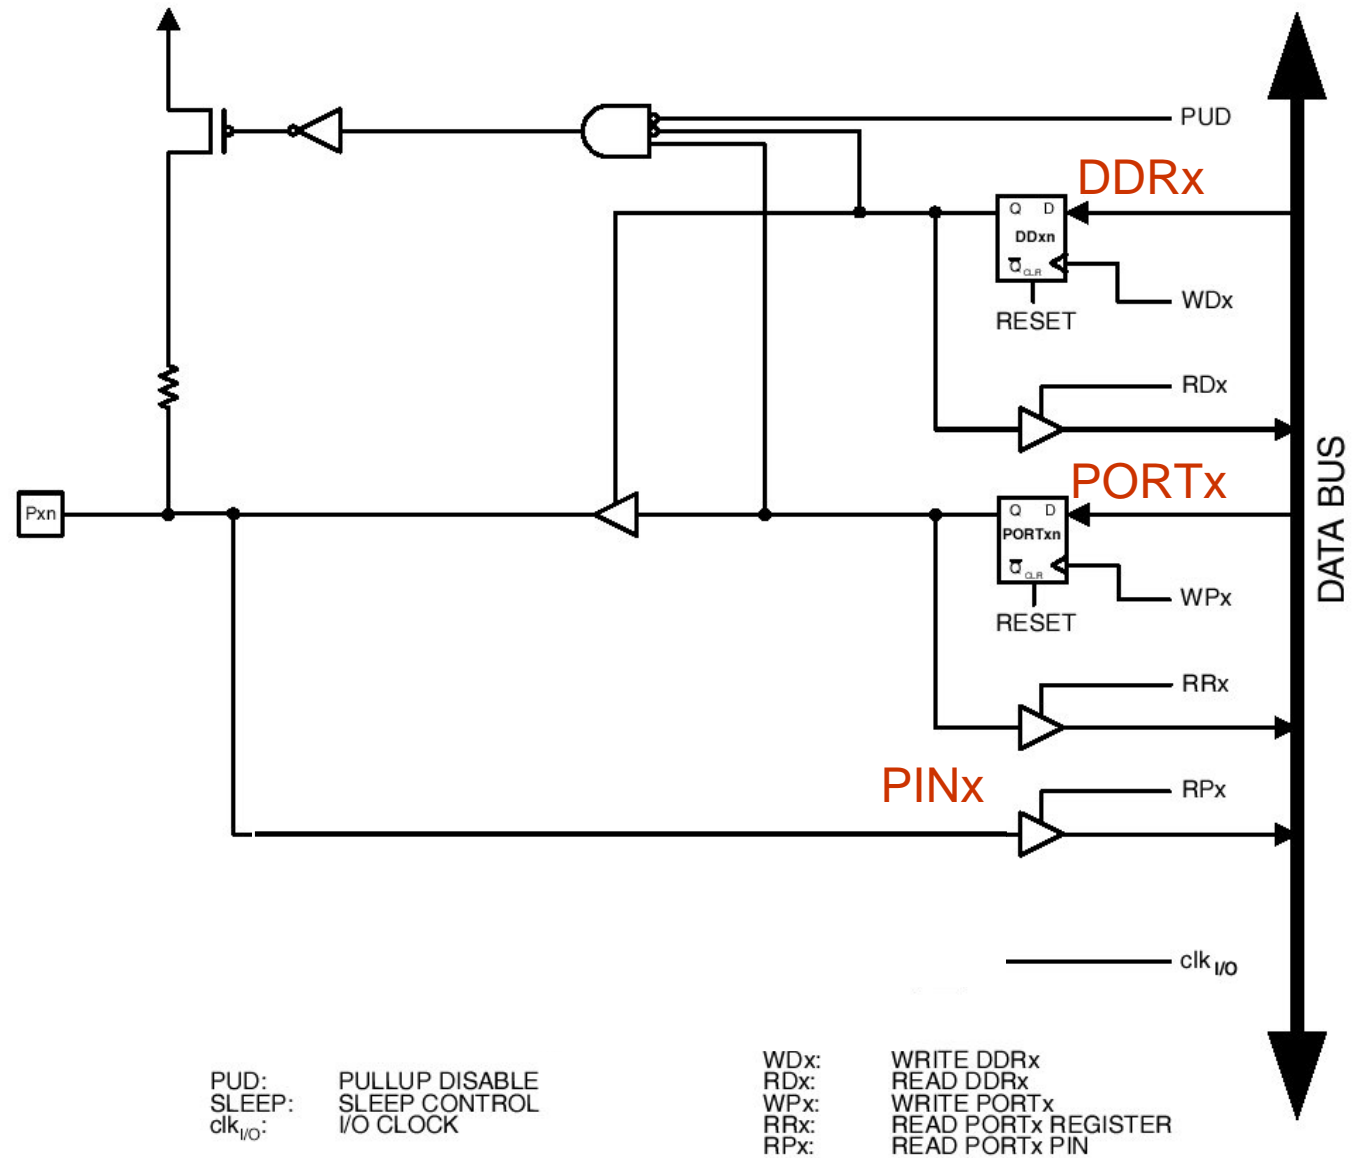 PUD
DDRx
Q D
DDxn
Q CLR
WDx
RESET
RDx
PORTx
Q D
PORTxn
Q CLR
WPx
RESET
Pxn
DATA BUS
RRx
PINx
RPx
clk I/O
PUD: PULLUP DISABLE
SLEEP: SLEEP CONTROL
clk I/O: I/O CLOCK
WDx: WRITE DDRx
RDx: READ DDRx
WPx: WRITE PORTx
RRx: READ PORTx REGISTER
RPx: READ PORTx PIN